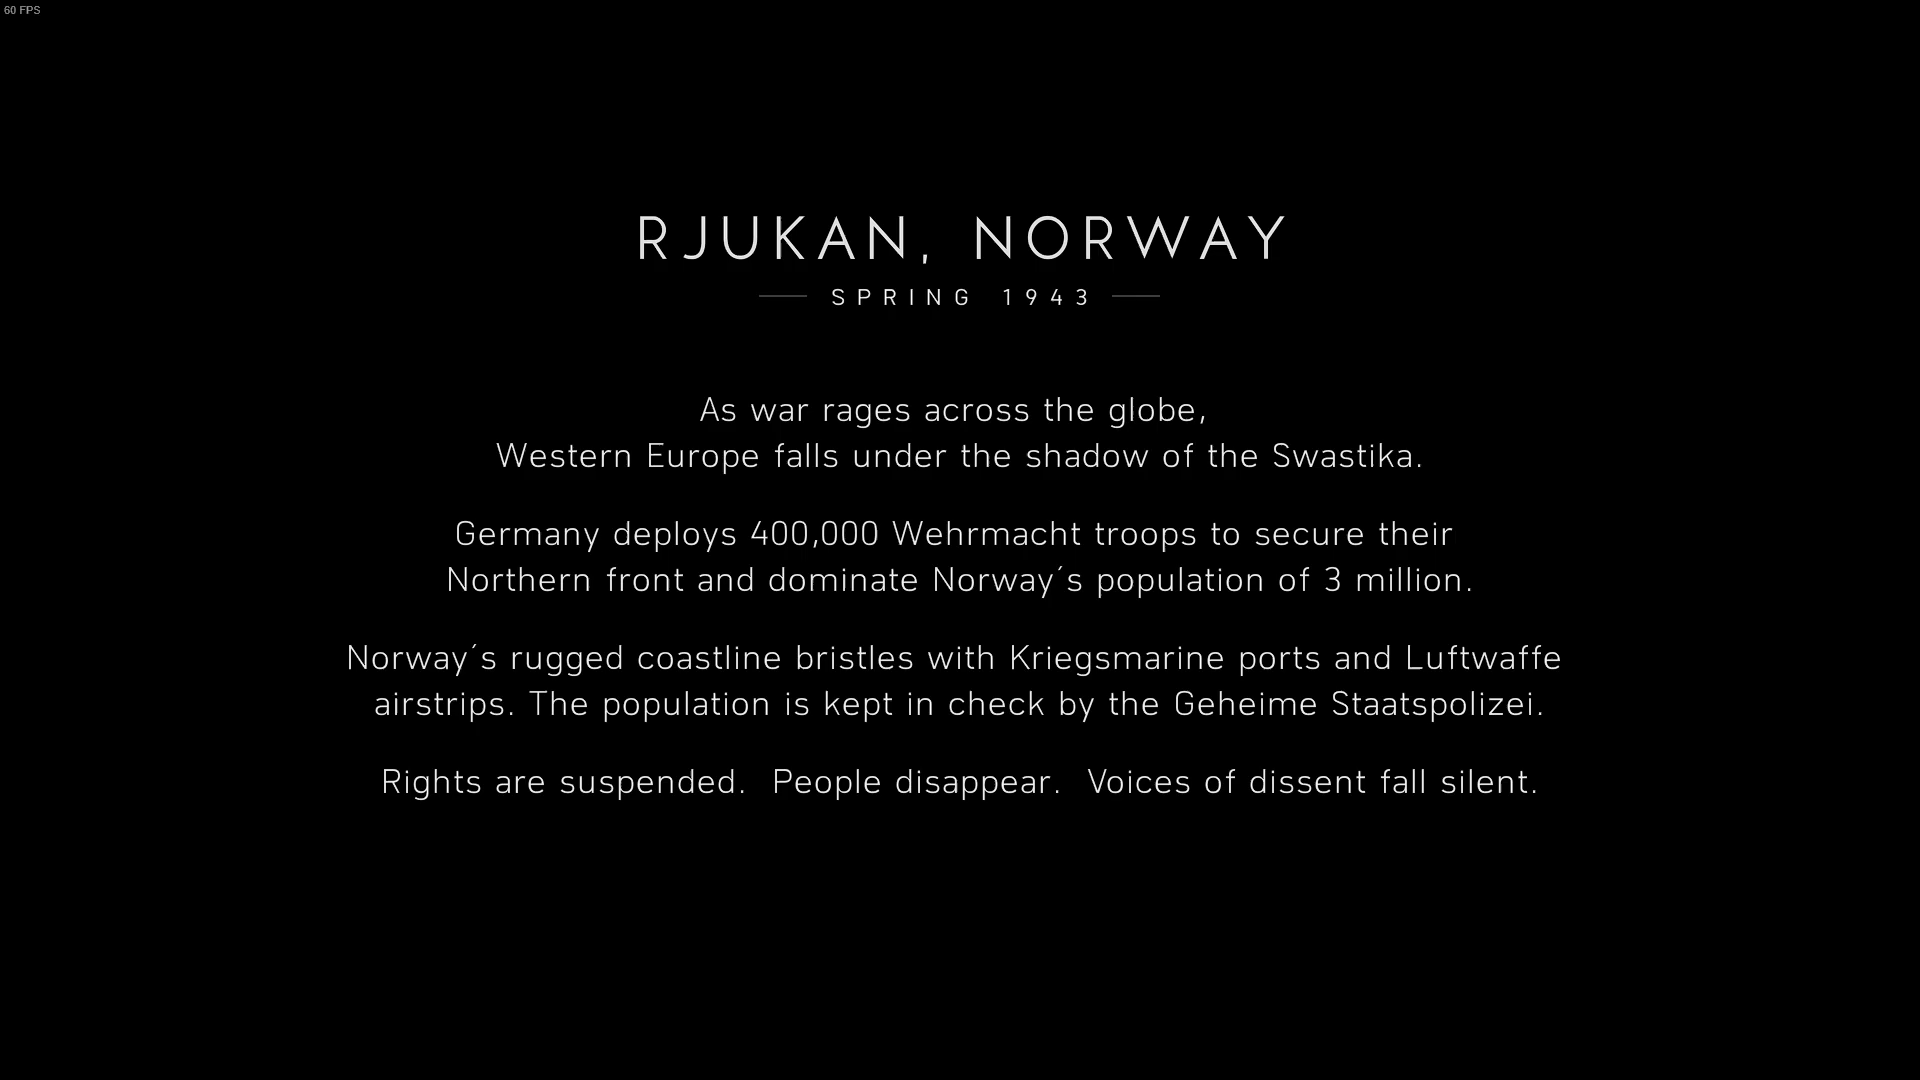 60 FPS
RJUKAN, NORWAY
SPRING 1943
As war rages across the globe,
Western Europe falls under the shadow of the Swastika.
Germany deploys 400,000 Wehrmacht troops to secure their
Northern front and dominate Norway´s population of 3 million.
Norway´s rugged coastline bristles with Kriegsmarine ports and Luftwaffe
airstrips. The population is kept in check by the Geheime Staatspolizei.
Rights are suspended.  People disappear.  Voices of dissent fall silent.